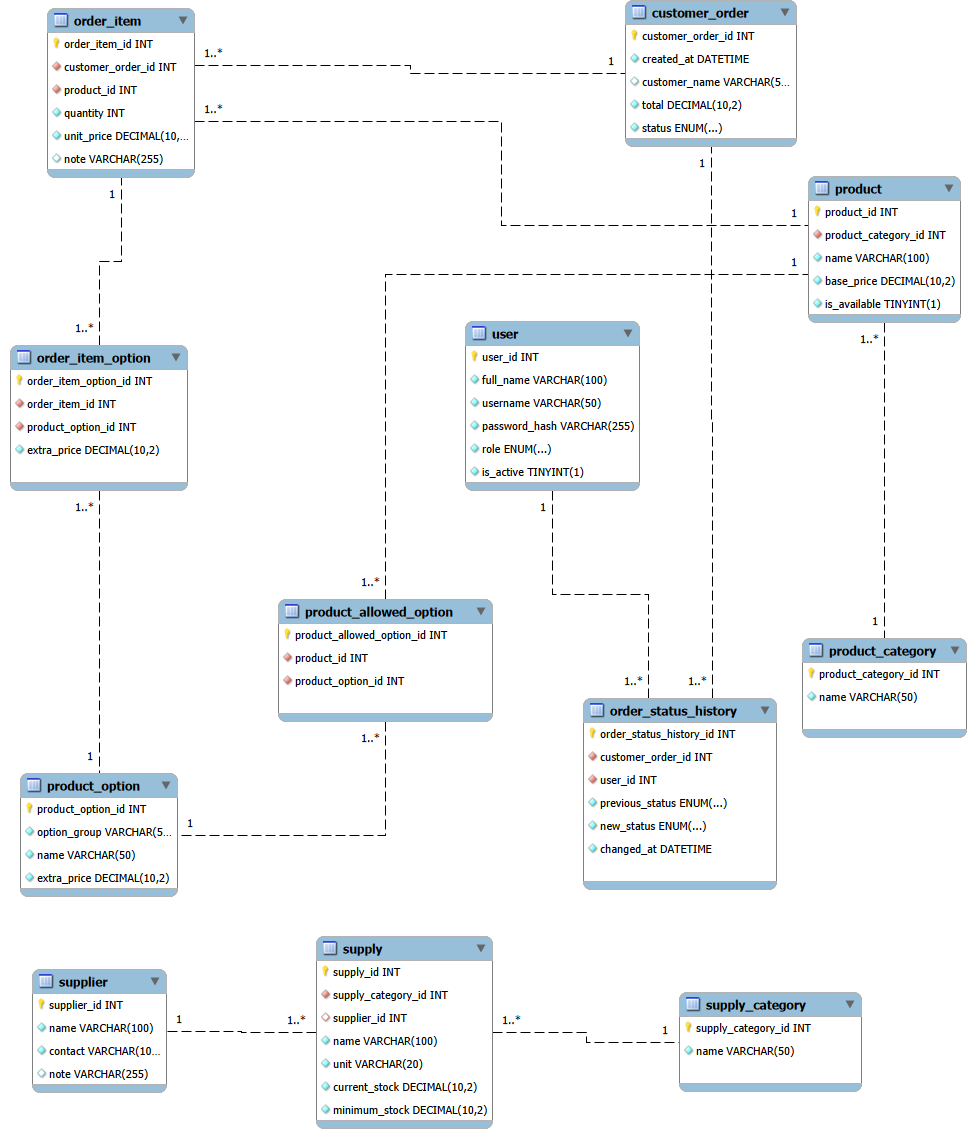 order_item
order_item_id INT
customer_order_id INT
product_id INT
quantity INT
unit_price DECIMAL(10,...
note VARCHAR(255)
1..*
1
1..*
1
customer_order
customer_order_id INT
created_at DATETIME
customer_name VARCHAR(5...
total DECIMAL(10,2)
status ENUM(...)
1
1
product
product_id INT
product_category_id INT
name VARCHAR(100)
base_price DECIMAL(10,2)
is_available TINYINT(1)
1
1..*
1..*
order_item_option
order_item_option_id INT
order_item_id INT
product_option_id INT
extra_price DECIMAL(10,2)
1..*
user
user_id INT
full_name VARCHAR(100)
username VARCHAR(50)
password_hash VARCHAR(255)
role ENUM(...)
is_active TINYINT(1)
1
1..*
product_allowed_option
product_allowed_option_id INT
product_id INT
product_option_id INT
1..*
1
product_category
product_category_id INT
name VARCHAR(50)
1..*
1..*
order_status_history
order_status_history_id INT
customer_order_id INT
user_id INT
previous_status ENUM(...)
new_status ENUM(...)
changed_at DATETIME
1
product_option
product_option_id INT
option_group VARCHAR(5...
name VARCHAR(50)
extra_price DECIMAL(10,2)
1
supplier
supplier_id INT
name VARCHAR(100)
contact VARCHAR(10...
note VARCHAR(255)
1
1..*
supply
supply_id INT
supply_category_id INT
supplier_id INT
name VARCHAR(100)
unit VARCHAR(20)
current_stock DECIMAL(10,2)
minimum_stock DECIMAL(10,2)
1..*
1
supply_category
supply_category_id INT
name VARCHAR(50)